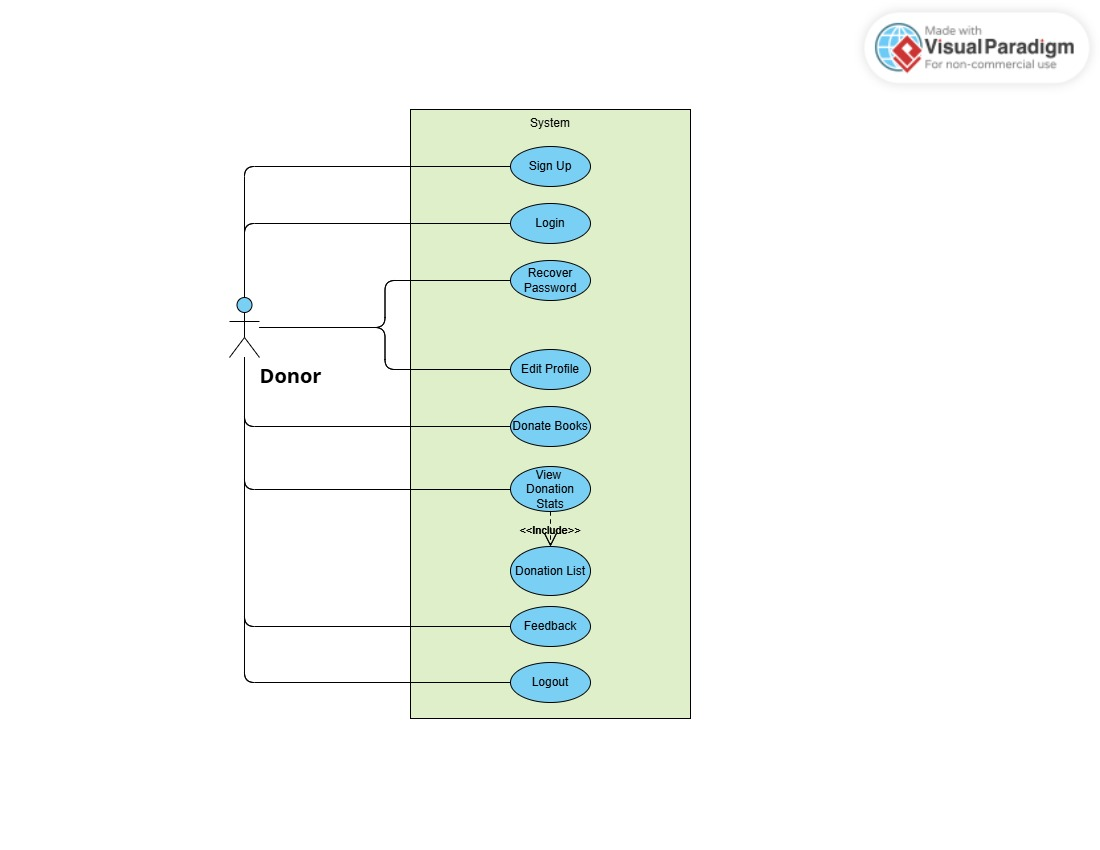 Made with
Visual Paradigm
For non-commercial use
System
Sign Up
Login
Recover
Password
Edit Profile
Donor
Donate Books
View
Donation
Stats
<<Include>>
Donation List
Feedback
Logout